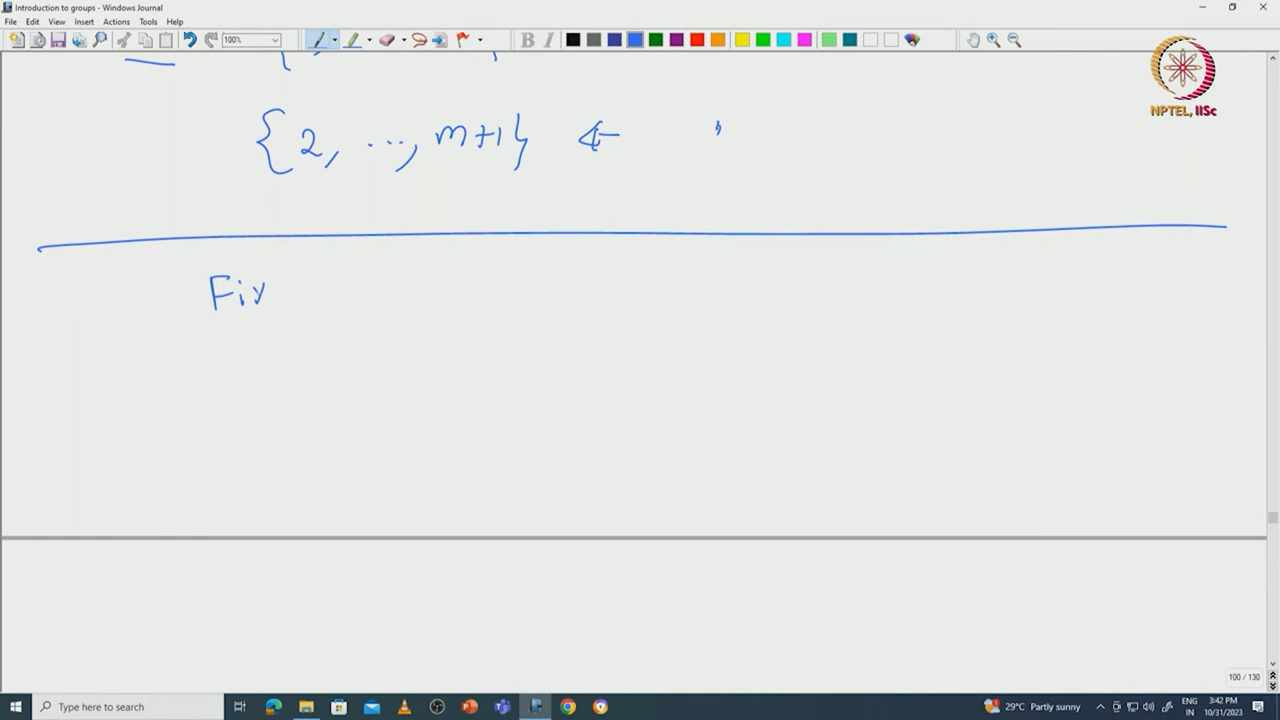 Introduction to groups - Windows Journal
File Edit View Insert Actions Tools Help
100%
B I
NPTEL, IISc
{2, ..., m+1} ← "
Fix
100 / 130
Type here to search
29°C Partly sunny
ENG
IN
3:42 PM
10/31/2023